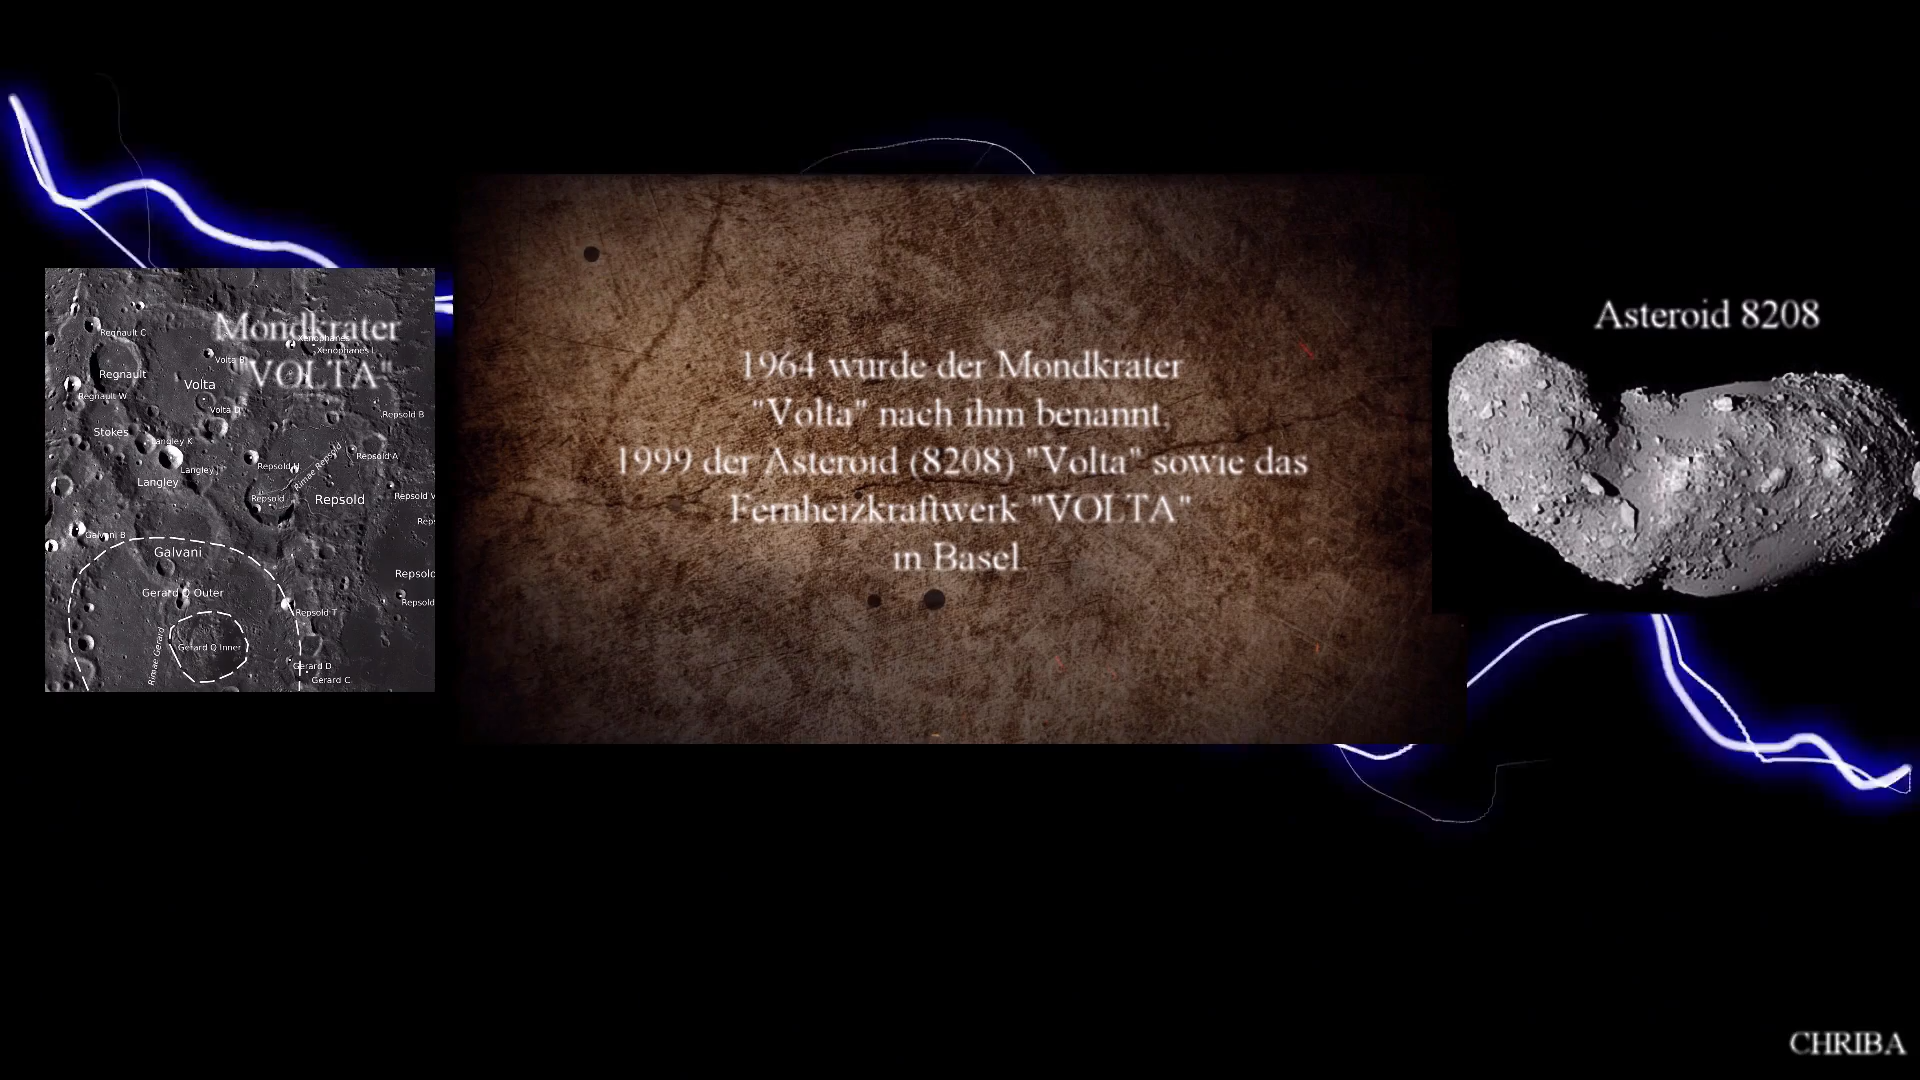 Mondkrater
"VOLTA"
Regnault C
Xenophanes
Xenophanes L
Volta B
Regnault
Volta
Regnault W
Volta D
Repsold B
Stokes
Langley K
Repsold A
Langley J
Repsold H
Rimae Repsold
Langley
Repsold
Repsold
Repsold V
Galvani B
Galvani
Repsold
Gerard Q Outer
Repsold
Repsold T
Rimae Gerard
Gerard Q Inner
Gerard D
Gerard C
1964 wurde der Mondkrater
"Volta" nach ihm benannt,
1999 der Asteroid (8208) "Volta" sowie das
Fernheizkraftwerk "VOLTA"
in Basel.
Asteroid 8208
CHRIBA